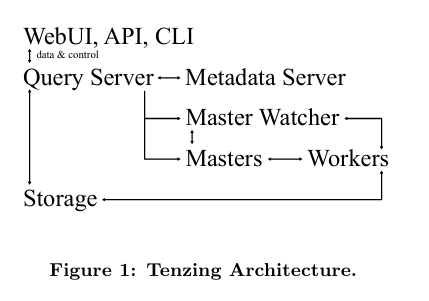 WebUI, API, CLI
data & control
Query Server Metadata Server
Master Watcher
Masters Workers
Storage
Figure 1: Tenzing Architecture.